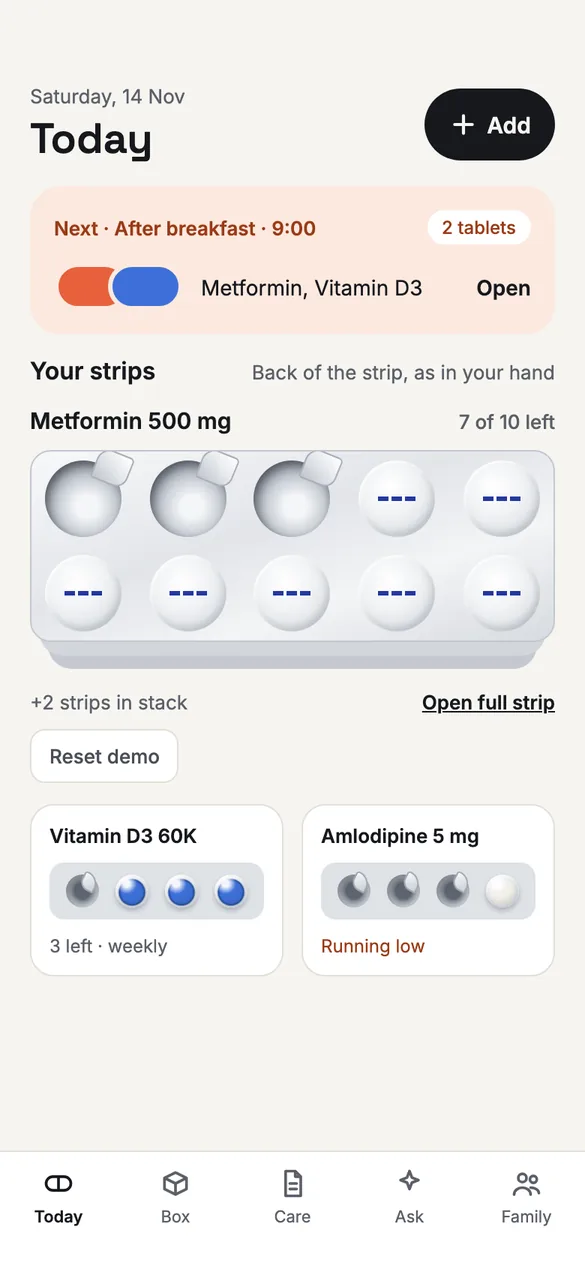 Saturday, 14 Nov
Today
Add
Next · After breakfast · 9:00
2 tablets
Metformin, Vitamin D3
Open
Your strips
Back of the strip, as in your hand
Metformin 500 mg
7 of 10 left
+2 strips in stack
Open full strip
Reset demo
Vitamin D3 60K
3 left · weekly
Amlodipine 5 mg
Running low
Today
Box
Care
Ask
Family